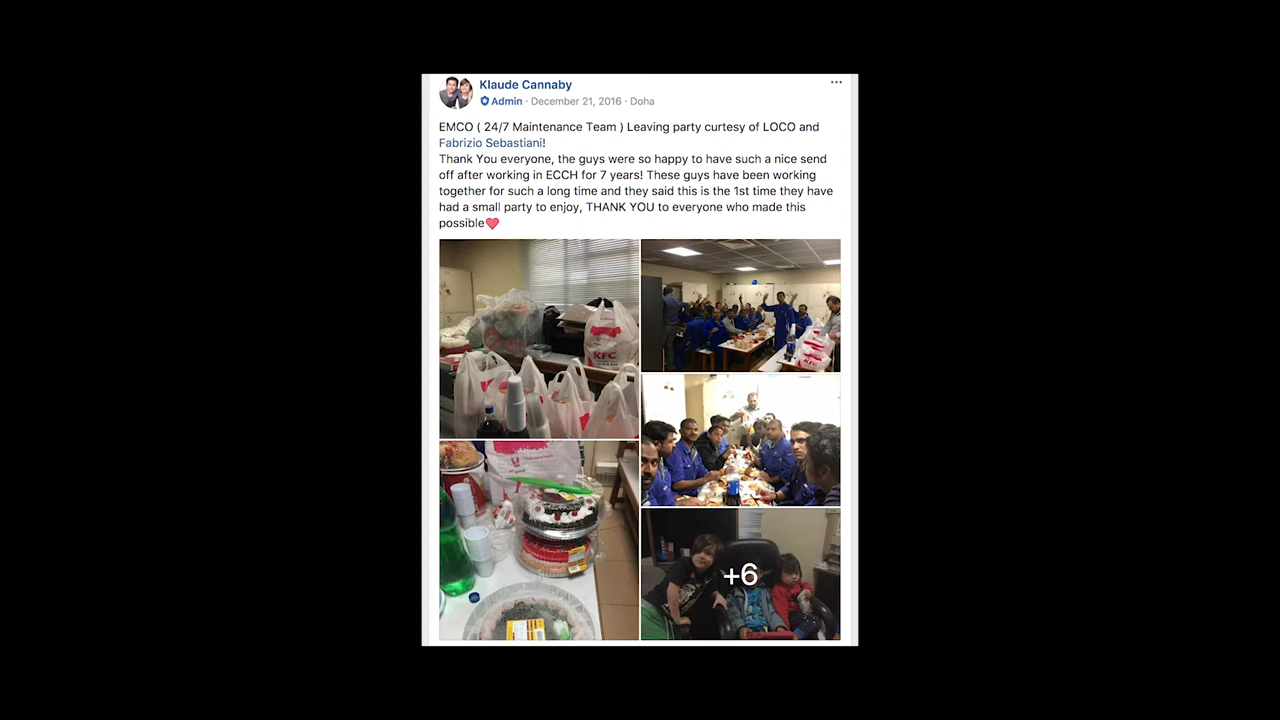 Klaude Cannaby
Admin · December 21, 2016 · Doha
EMCO ( 24/7 Maintenance Team ) Leaving party curtesy of LOCO and
Fabrizio Sebastiani!
Thank You everyone, the guys were so happy to have such a nice send
off after working in ECCH for 7 years! These guys have been working
together for such a long time and they said this is the 1st time they have
had a small party to enjoy, THANK YOU to everyone who made this
possible❤️
KFC
+6